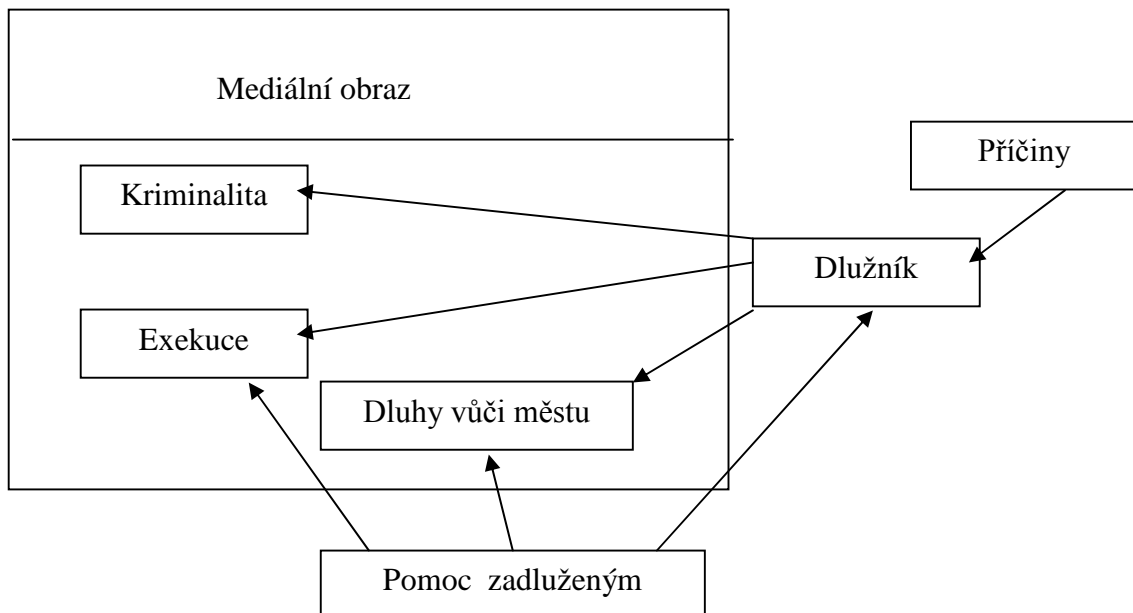 Mediální obraz
Příčiny
Kriminalita
Dlužník
Exekuce
Dluhy vůči městu
Pomoc zadluženým